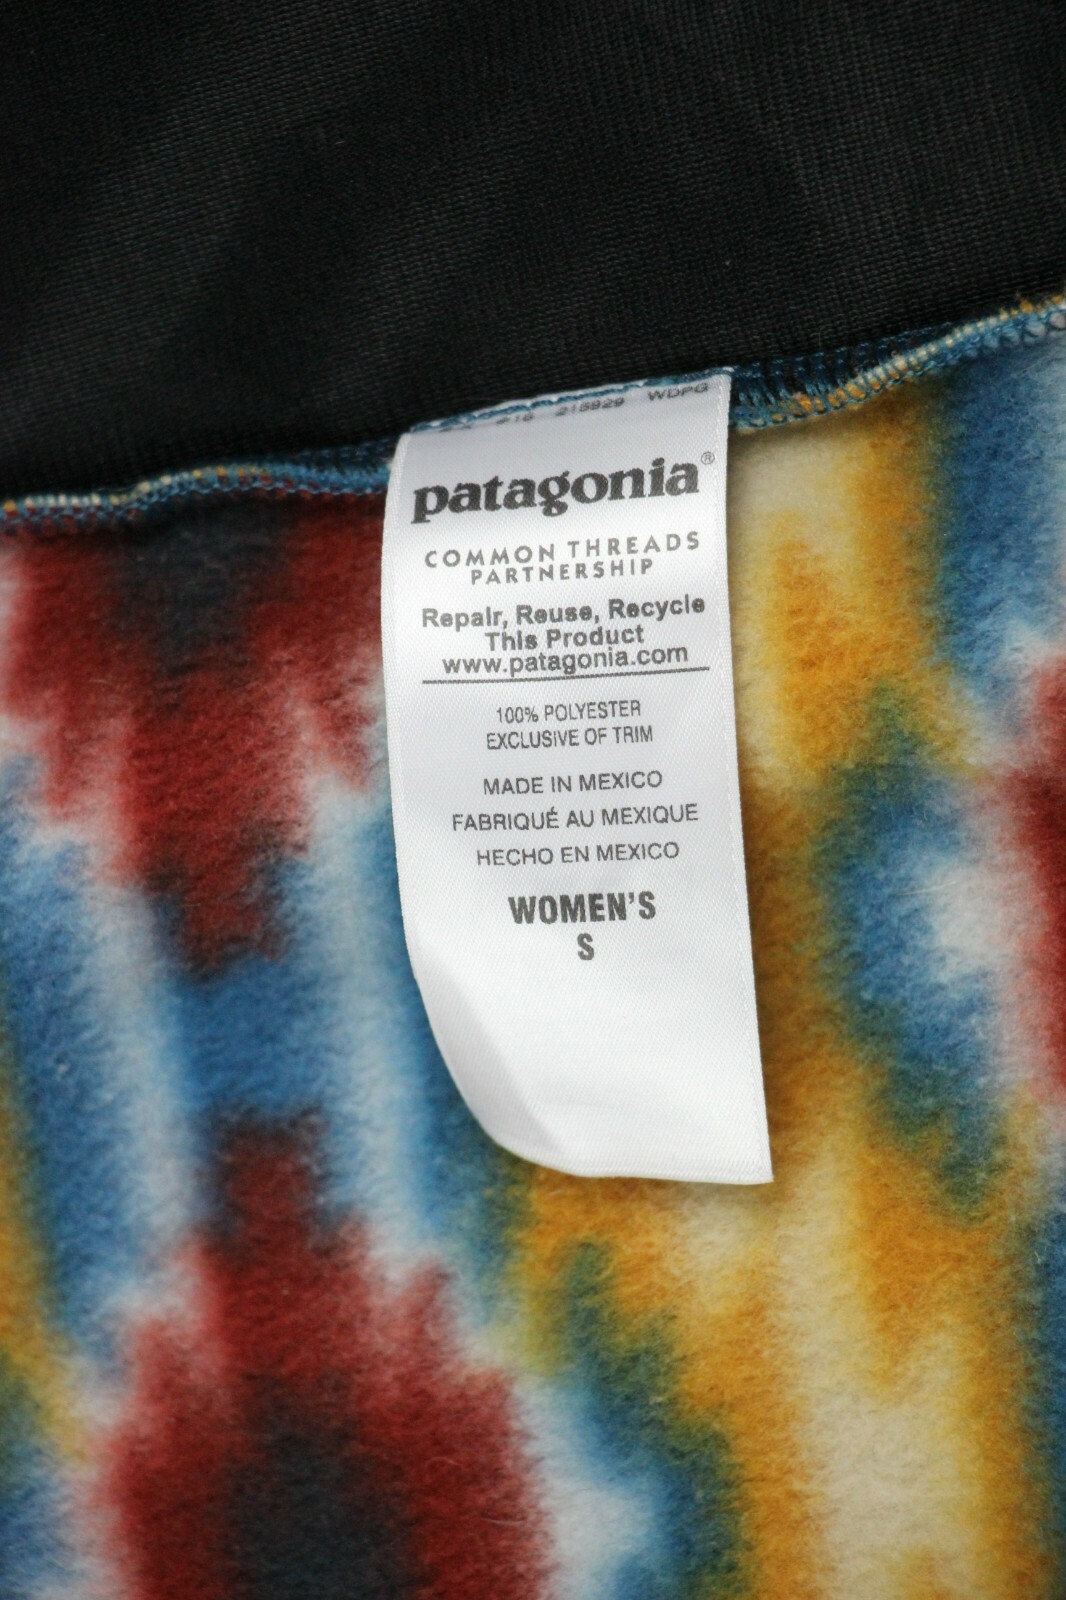 #16 215929 WDPG
patagonia®
COMMON THREADS
PARTNERSHIP
Repair, Reuse, Recycle
This Product
www.patagonia.com
100% POLYESTER
EXCLUSIVE OF TRIM
MADE IN MEXICO
FABRIQUÉ AU MEXIQUE
HECHO EN MEXICO
WOMEN'S
S